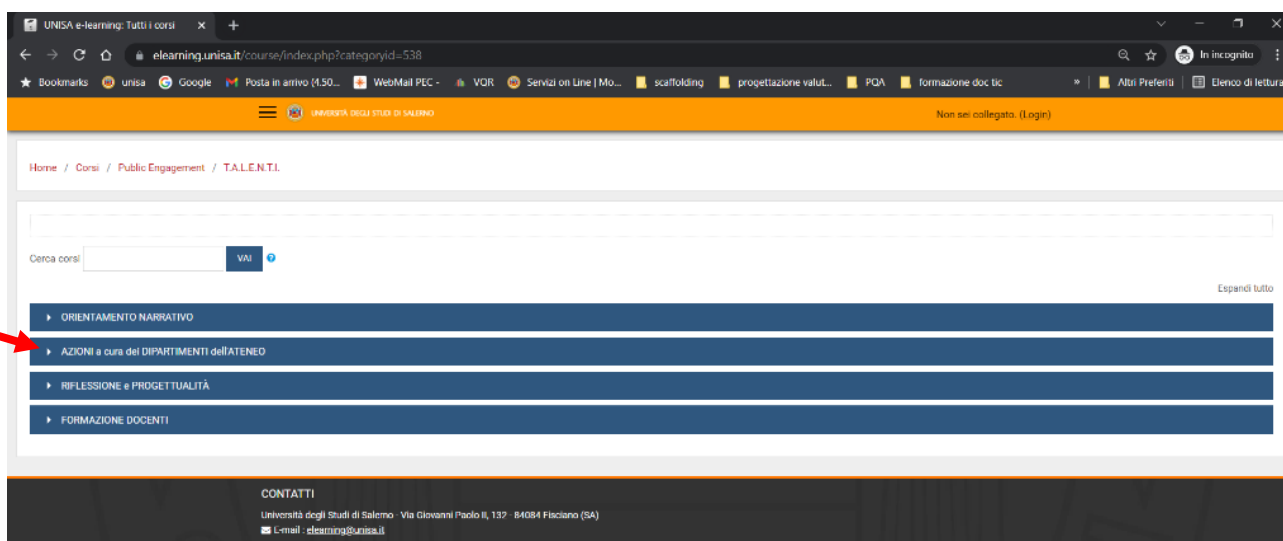 UNISA e-learning: Tutti i corsi
elearning.unisa.it/course/index.php?categoryid=538
In incognito
Bookmarks unisa Google Posta in arrivo (4.50... WebMail PEC - VQR Servizi on Line | Mo... scaffolding progettazione valut... PQA formazione doc tic » Altri Preferiti Elenco di lettura
UNIVERSITÀ DEGLI STUDI DI SALERNO
Non sei collegato. (Login)
Home / Corsi / Public Engagement / T.A.L.E.N.T.I.
Cerca corsi VAI
Espandi tutto
ORIENTAMENTO NARRATIVO
AZIONI a cura dei DIPARTIMENTI dell'ATENEO
RIFLESSIONE e PROGETTUALITÀ
FORMAZIONE DOCENTI
CONTATTI
Università degli Studi di Salerno - Via Giovanni Paolo II, 132 - 84084 Fisciano (SA)
E-mail : elearning@unisa.it